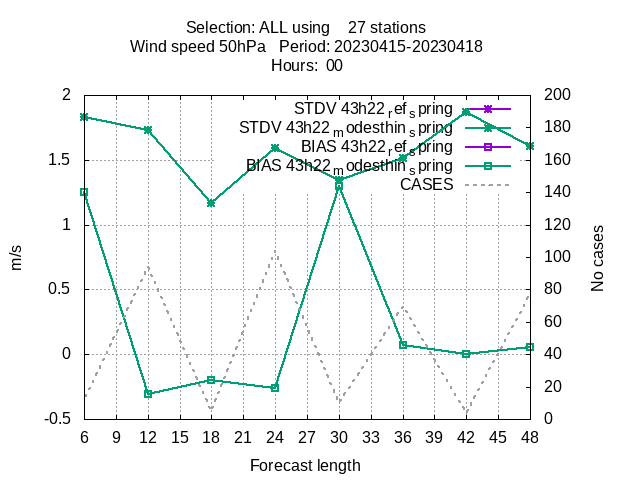 Selection: ALL using    27 stations
Wind speed 50hPa   Period: 20230415-20230418
Hours:  00
2
1.5
1
0.5
0
-0.5
m/s
STDV 43h22_ref_spring
STDV 43h22_modesthin_spring
BIAS 43h22_ref_spring
BIAS 43h22_modesthin_spring
CASES
200
180
160
140
120
100
80
60
40
20
0
No cases
6 9 12 15 18 21 24 27 30 33 36 39 42 45 48
Forecast length